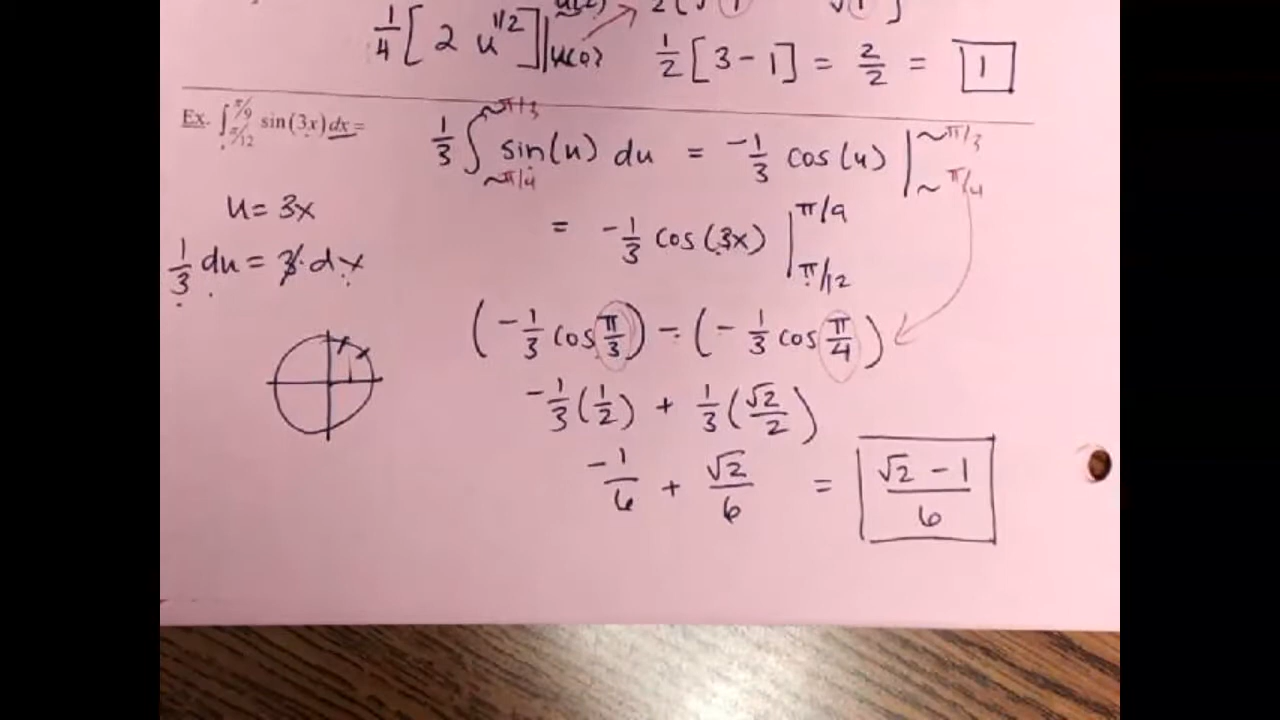 1/4 [2 u^1/2] | u(0)
1/2 [3 - 1] = 2/2 = 1
Ex. ∫_{π/12}^{π/9} sin(3x) dx =
1/3 ∫_{~π/4}^{~π/3} sin(u) du = -1/3 cos(u) |_{~π/4}^{~π/3}
u = 3x
= -1/3 cos(3x) |_{π/12}^{π/9}
1/3 du = 3·dx
(-1/3 cos π/3) - (-1/3 cos π/4)
-1/3 (1/2) + 1/3 (√2/2)
-1/6 + √2/6 = (√2 - 1)/6